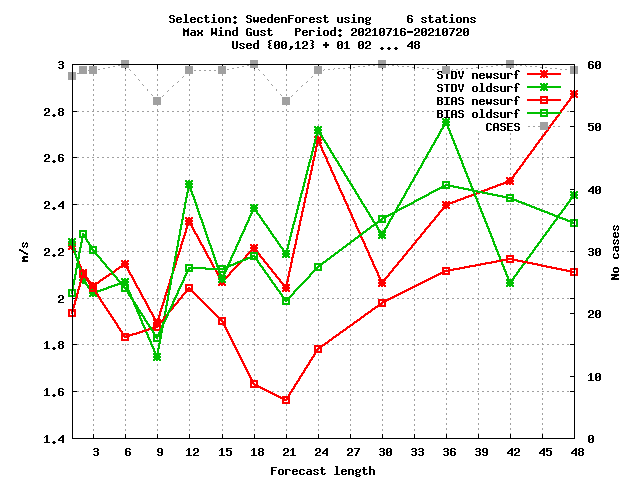 Selection: SwedenForest using     6 stations
Max Wind Gust   Period: 20210716-20210720
Used {00,12} + 01 02 ... 48
STDV newsurf
STDV oldsurf
BIAS newsurf
BIAS oldsurf
CASES
3
2.8
2.6
2.4
2.2
2
1.8
1.6
1.4
m/s
60
50
40
30
20
10
0
No cases
3 6 9 12 15 18 21 24 27 30 33 36 39 42 45 48
Forecast length